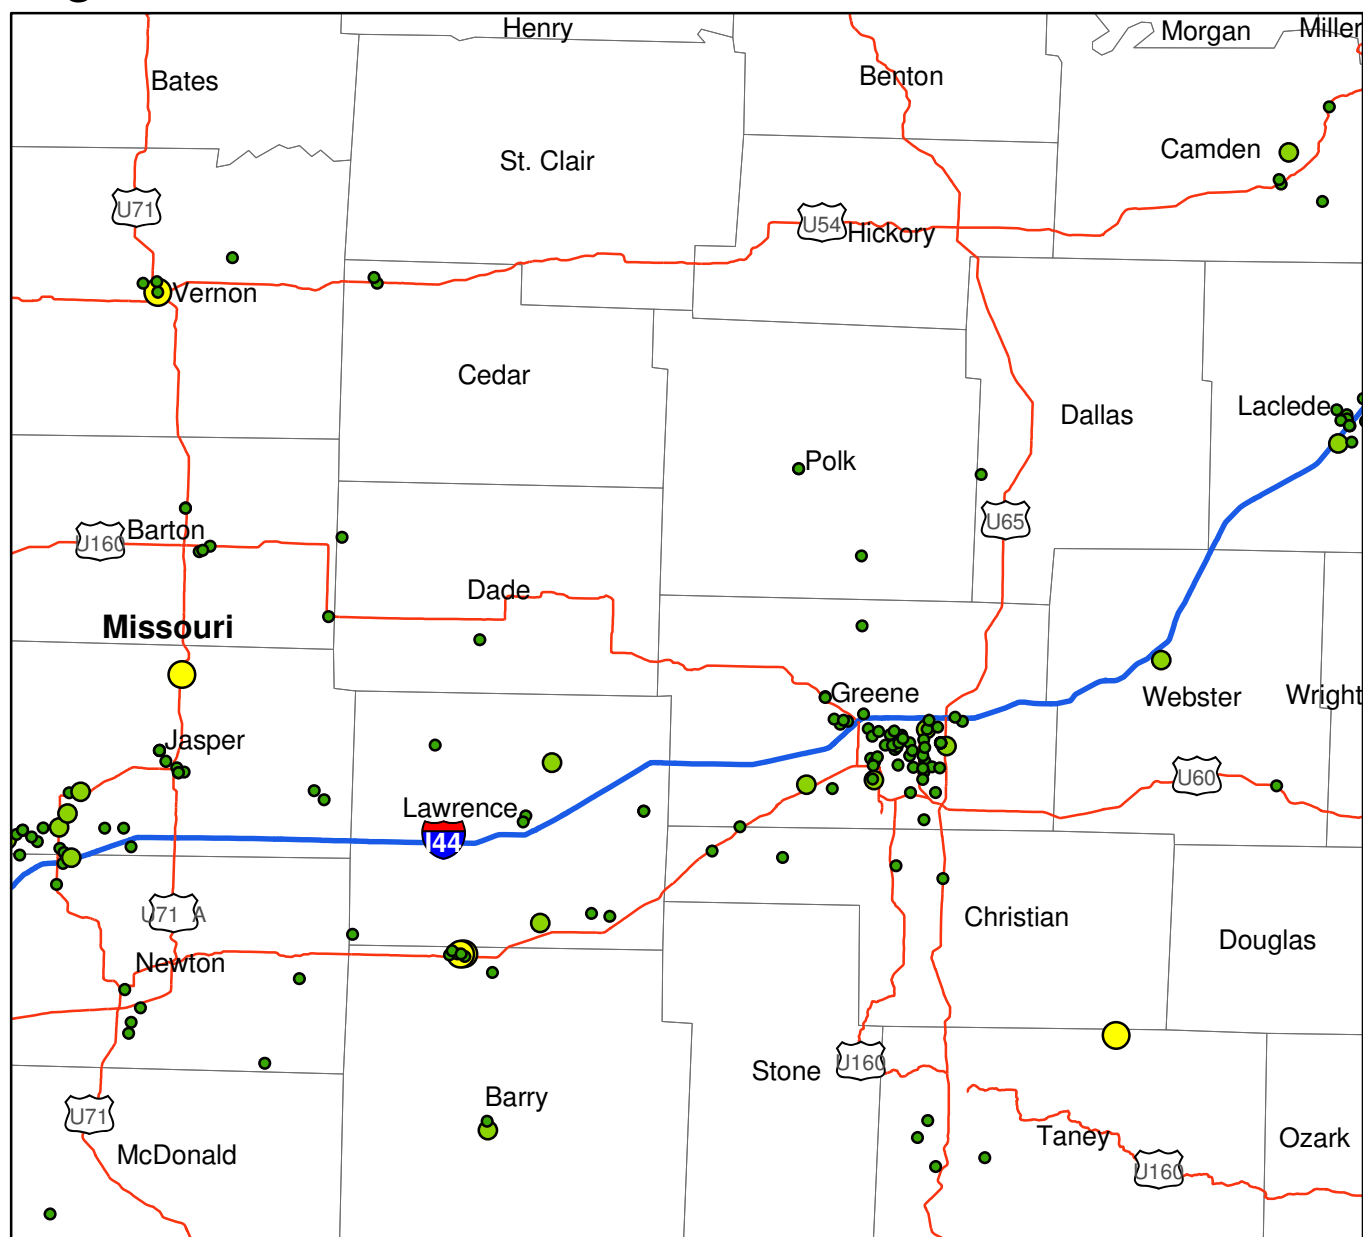 Henry
Morgan
Miller
Bates
Benton
Camden
St. Clair
U71
U54
Hickory
Vernon
Cedar
Dallas
Laclede
Polk
U65
U160
Barton
Dade
Missouri
Greene
Webster
Wright
Jasper
U60
Lawrence
I44
U71 A
Christian
Douglas
Newton
Stone
U160
Barry
U71
McDonald
Taney
U160
Ozark